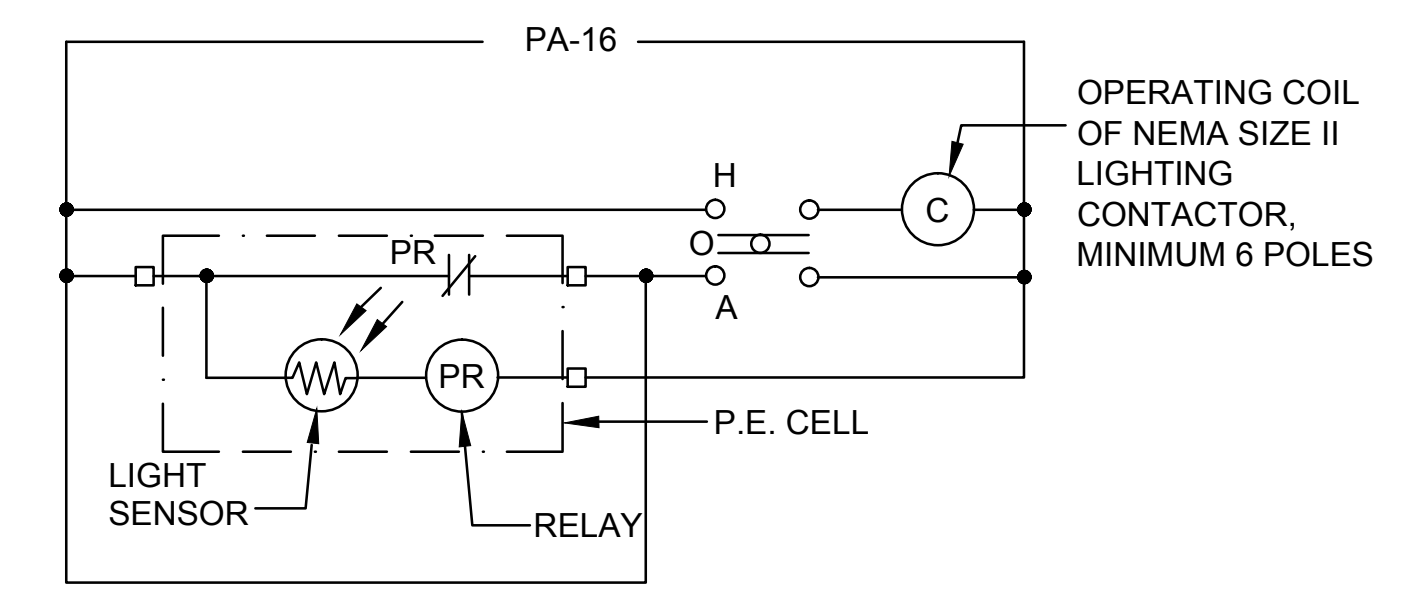 PA-16
OPERATING COIL
OF NEMA SIZE II
LIGHTING
CONTACTOR,
MINIMUM 6 POLES
H
C
O
PR
A
PR
P.E. CELL
LIGHT
SENSOR
RELAY